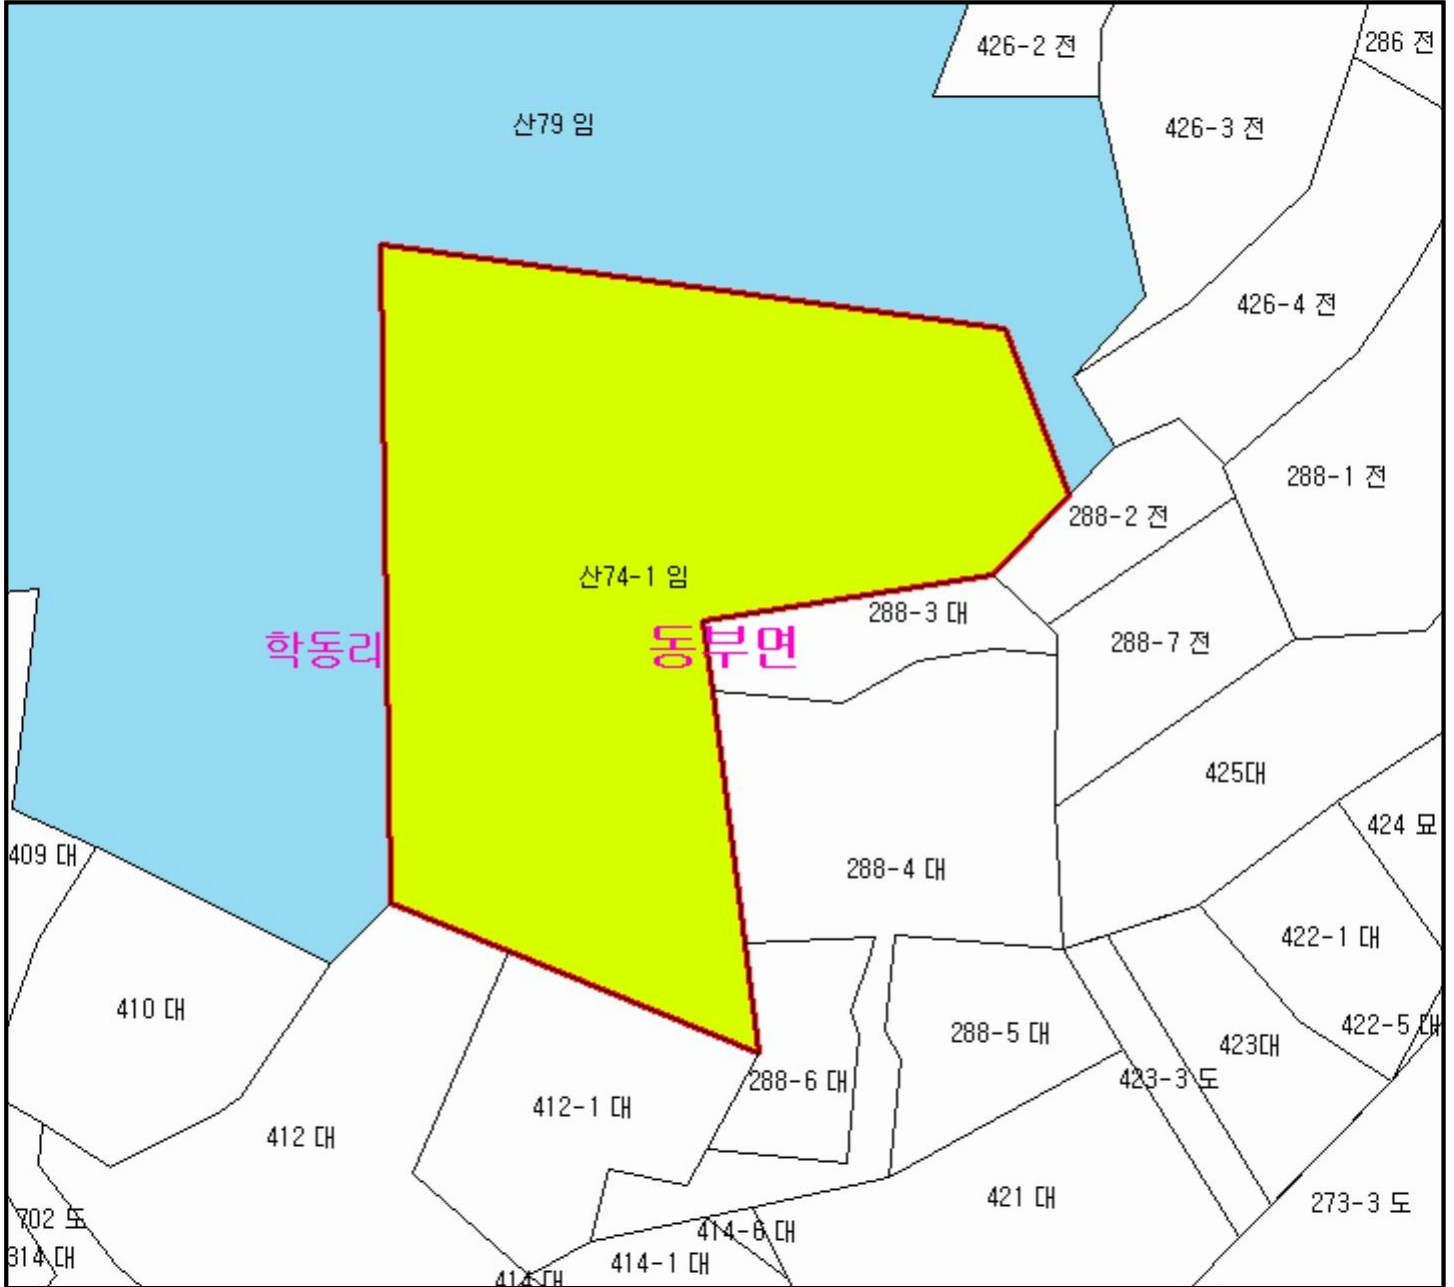 426-2 전
286 전
산79 임
426-3 전
426-4 전
288-1 전
288-2 전
산74-1 임
288-3 대
학동리
동부면
288-7 전
425대
424 묘
409 대
288-4 대
422-1 대
410 대
288-5 대
422-5 대
423대
288-6 대
423-3 도
412-1 대
412 대
421 대
273-3 도
702 도
414-6 대
314 대
414-1 대
414 대